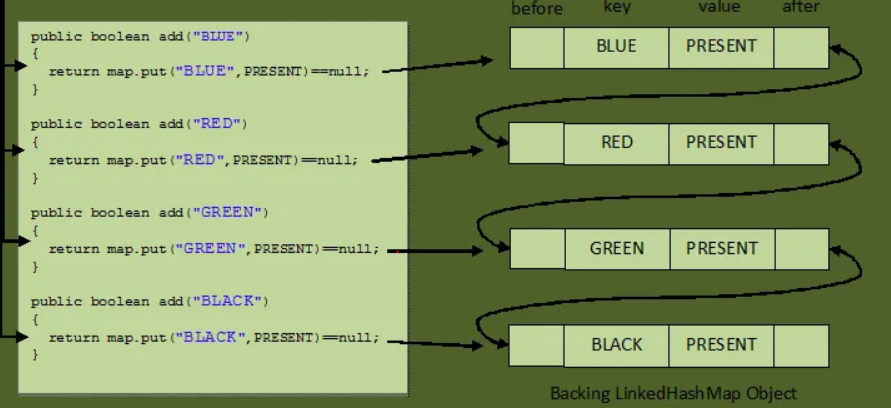 before key value after
public boolean add("BLUE")
{
return map.put("BLUE",PRESENT)==null;
}
public boolean add("RED")
{
return map.put("RED",PRESENT)==null;
}
public boolean add("GREEN")
{
return map.put("GREEN",PRESENT)==null;
}
public boolean add("BLACK")
{
return map.put("BLACK",PRESENT)==null;
}
BLUE PRESENT
RED PRESENT
GREEN PRESENT
BLACK PRESENT
Backing LinkedHashMap Object